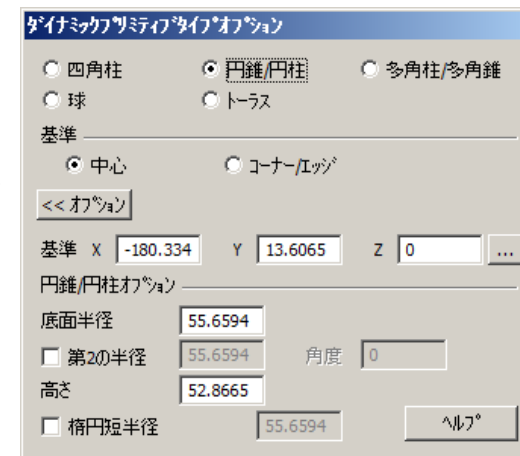 ﾀﾞｲﾅﾐｯｸﾌﾟﾘﾐﾃｨﾌﾞﾀｲﾌﾟｵﾌﾟｼｮﾝ
四角柱 円錐/円柱 多角柱/多角錐
球 ﾄｰﾗｽ
基準
中心 ｺｰﾅｰ/ｴｯｼﾞ
<< ｵﾌﾟｼｮﾝ
基準 X -180.334 Y 13.6065 Z 0 ...
円錐/円柱ｵﾌﾟｼｮﾝ
底面半径 55.6594
第2の半径 55.6594 角度 0
高さ 52.8665
楕円短半径 55.6594 ﾍﾙﾌﾟ